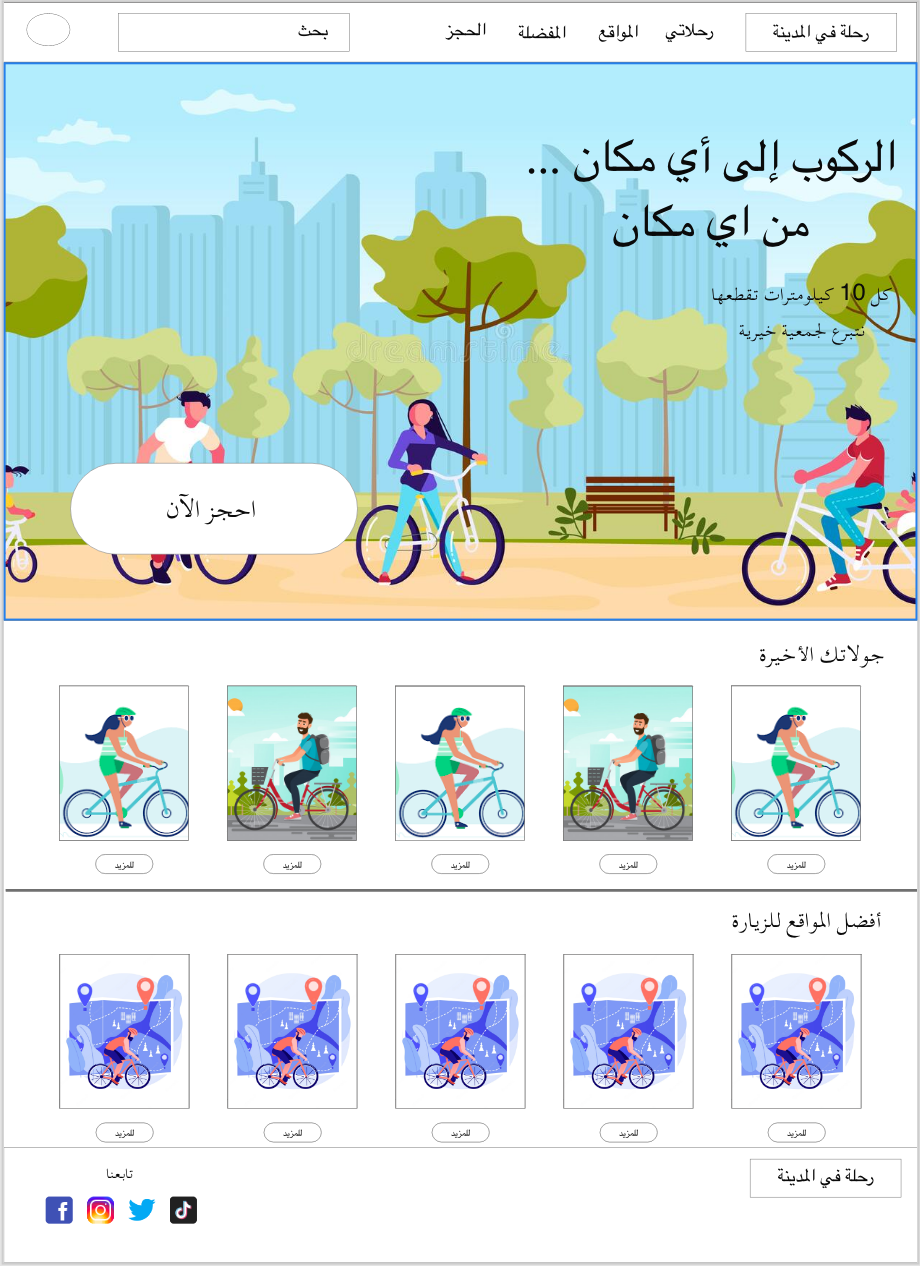 رحلة في المدينة
رحلاتي
المواقع
المفضلة
الحجز
بحث
الركوب إلى أي مكان ...
من اي مكان
كل 10 كيلومترات تقطعها
نتبرع لجمعية خيرية
dreamstime
احجز الآن
جولاتك الأخيرة
للمزيد
للمزيد
للمزيد
للمزيد
للمزيد
أفضل المواقع للزيارة
للمزيد
للمزيد
للمزيد
للمزيد
للمزيد
رحلة في المدينة
تابعنا